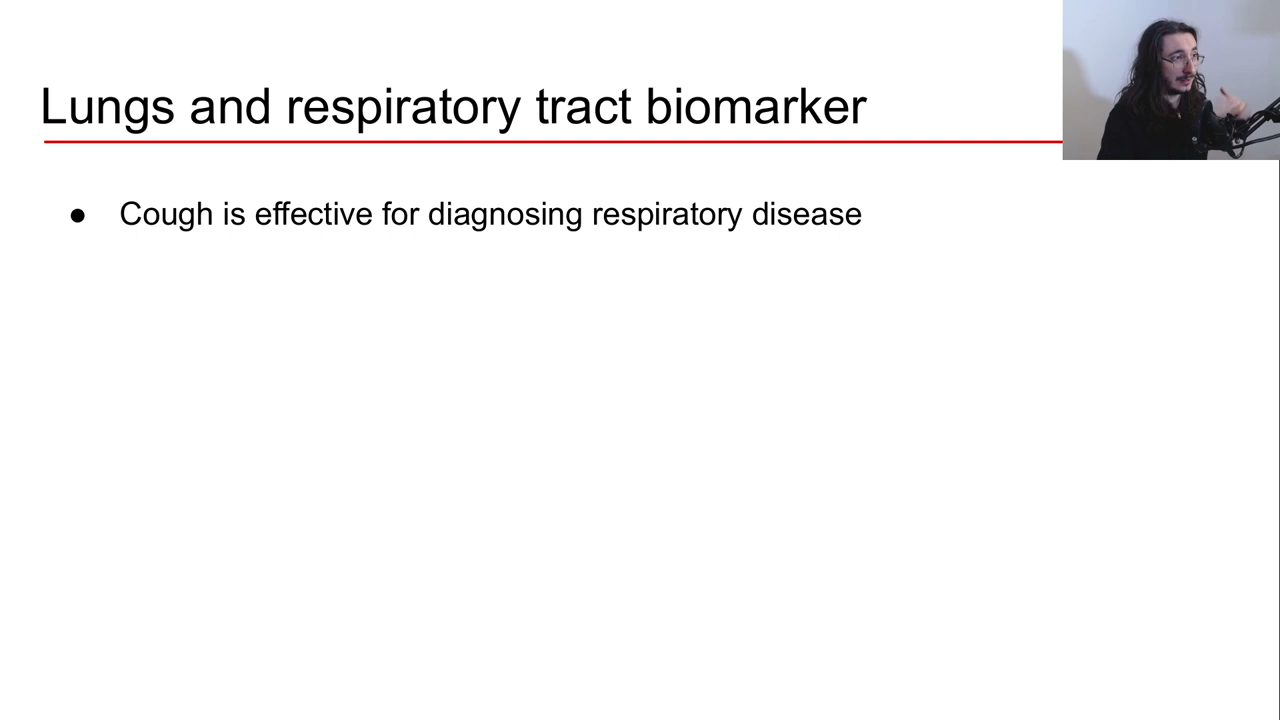 Lungs and respiratory tract biomarker
● Cough is effective for diagnosing respiratory disease